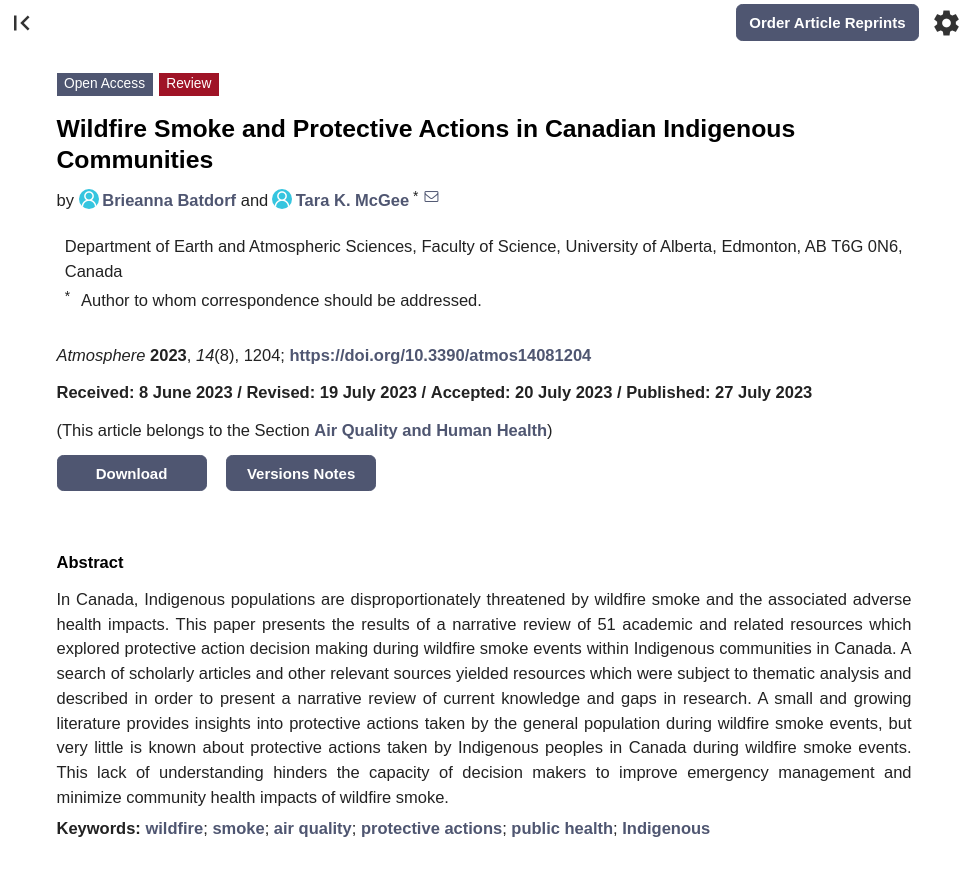 Order Article Reprints
Open Access Review
Wildfire Smoke and Protective Actions in Canadian Indigenous
Communities
by Brieanna Batdorf and Tara K. McGee *
Department of Earth and Atmospheric Sciences, Faculty of Science, University of Alberta, Edmonton, AB T6G 0N6,
Canada
* Author to whom correspondence should be addressed.
Atmosphere 2023, 14(8), 1204; https://doi.org/10.3390/atmos14081204
Received: 8 June 2023 / Revised: 19 July 2023 / Accepted: 20 July 2023 / Published: 27 July 2023
(This article belongs to the Section Air Quality and Human Health)
Download Versions Notes
Abstract
In Canada, Indigenous populations are disproportionately threatened by wildfire smoke and the associated adverse
health impacts. This paper presents the results of a narrative review of 51 academic and related resources which
explored protective action decision making during wildfire smoke events within Indigenous communities in Canada. A
search of scholarly articles and other relevant sources yielded resources which were subject to thematic analysis and
described in order to present a narrative review of current knowledge and gaps in research. A small and growing
literature provides insights into protective actions taken by the general population during wildfire smoke events, but
very little is known about protective actions taken by Indigenous peoples in Canada during wildfire smoke events.
This lack of understanding hinders the capacity of decision makers to improve emergency management and
minimize community health impacts of wildfire smoke.
Keywords: wildfire; smoke; air quality; protective actions; public health; Indigenous